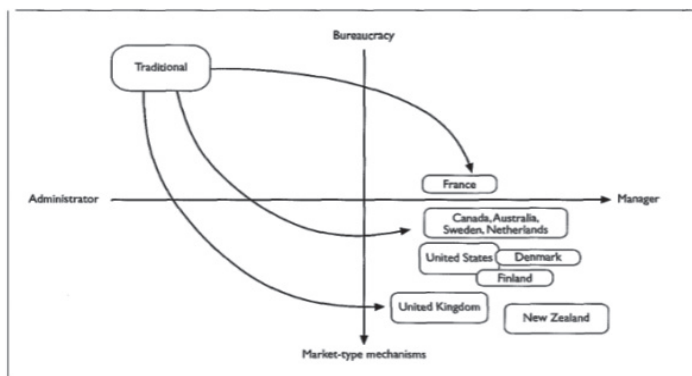 Bureaucracy
Traditional
France
Administrator
Manager
Canada, Australia,
Sweden, Netherlands
United States
Denmark
Finland
United Kingdom
New Zealand
Market-type mechanisms